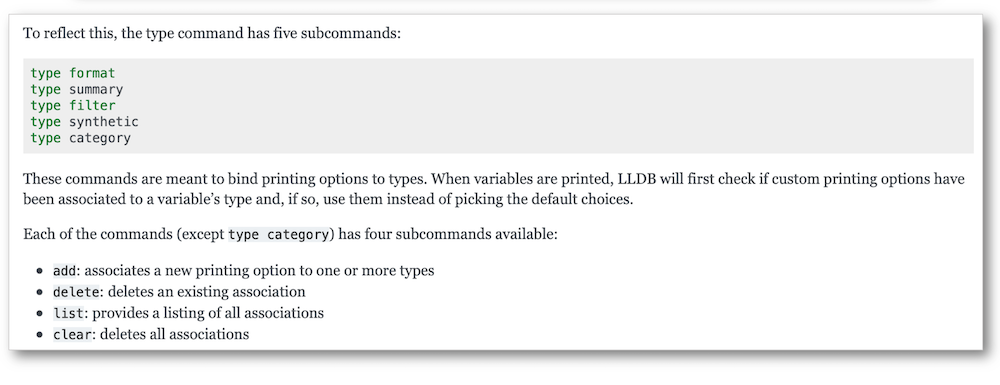 To reflect this, the type command has five subcommands:
type format
type summary
type filter
type synthetic
type category
These commands are meant to bind printing options to types. When variables are printed, LLDB will first check if custom printing options have
been associated to a variable’s type and, if so, use them instead of picking the default choices.
Each of the commands (except type category) has four subcommands available:
• add: associates a new printing option to one or more types
• delete: deletes an existing association
• list: provides a listing of all associations
• clear: deletes all associations